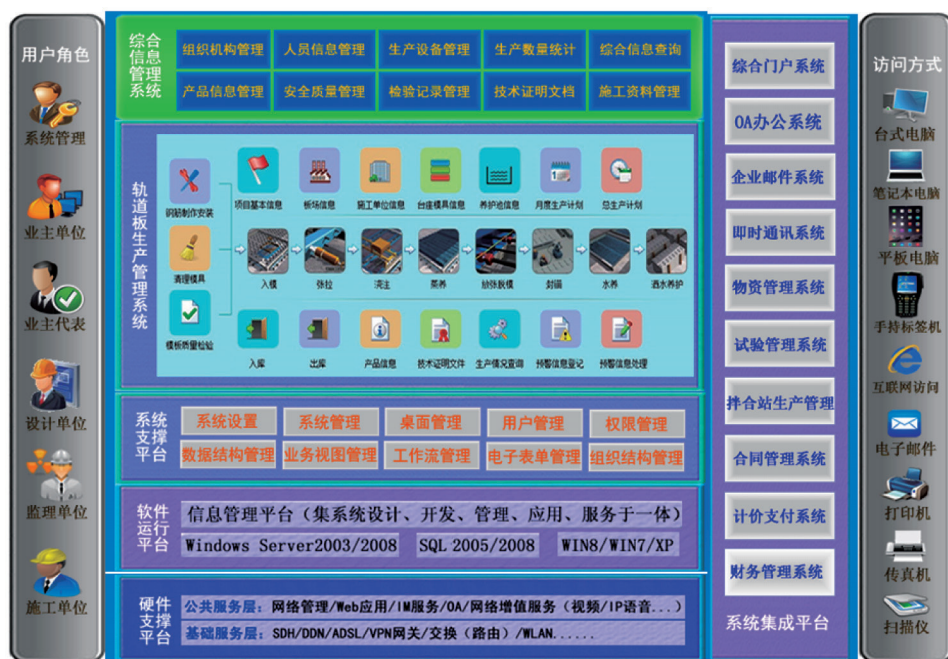 用户角色
系统管理
业主单位
业主代表
设计单位
监理单位
施工单位
综合
信息
管理
系统
组织机构管理 人员信息管理 生产设备管理 生产数量统计 综合信息查询
产品信息管理 安全质量管理 检验记录管理 技术证明文档 施工资料管理
轨道板生产管理系统
钢筋制作安装
清理模具
模板质量检验
项目基本信息 板场信息 施工单位信息 台座模具信息 养护池信息 月度生产计划 总生产计划
入模 张拉 浇注 蒸养 放张脱模 封锚 水养 洒水养护
入库 出库 产品信息 技术证明文件 生产情况查询 预警信息登记 预警信息处理
系统
支撑
平台
系统设置 系统管理 桌面管理 用户管理 权限管理
数据结构管理 业务视图管理 工作流管理 电子表单管理 组织结构管理
软件
运行
平台
信息管理平台（集系统设计、开发、管理、应用、服务于一体）
Windows Server2003/2008 SQL 2005/2008 WIN8/WIN7/XP
硬件
支撑
平台
公共服务层：网络管理/Web应用/IM服务/OA/网络增值服务（视频/IP语音...）
基础服务层：SDH/DDN/ADSL/VPN网关/交换（路由）/WLAN......
综合门户系统
OA办公系统
企业邮件系统
即时通讯系统
物资管理系统
试验管理系统
拌合站生产管理
合同管理系统
计价支付系统
财务管理系统
系统集成平台
访问方式
台式电脑
笔记本电脑
平板电脑
手持标签机
互联网访问
电子邮件
打印机
传真机
扫描仪